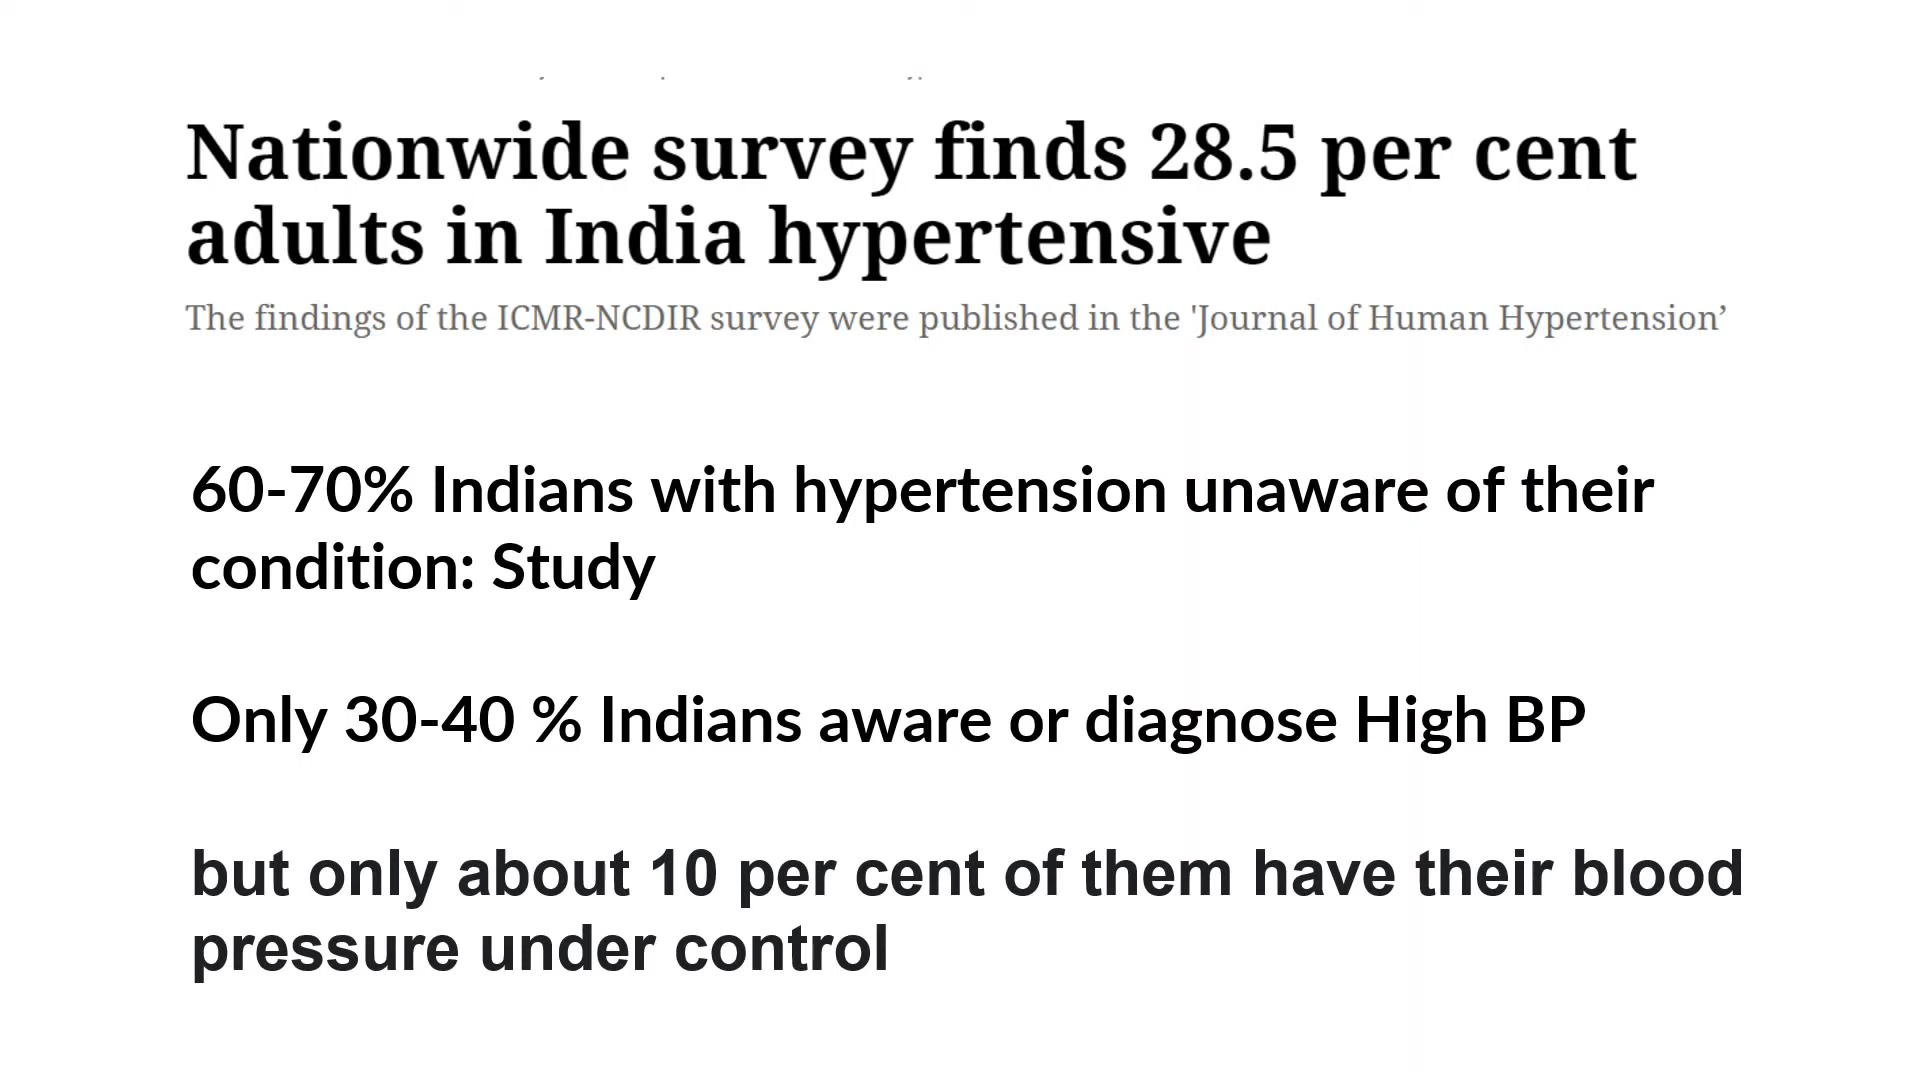 Nationwide survey finds 28.5 per cent
adults in India hypertensive
The findings of the ICMR-NCDIR survey were published in the 'Journal of Human Hypertension’
60-70% Indians with hypertension unaware of their
condition: Study
Only 30-40 % Indians aware or diagnose High BP
but only about 10 per cent of them have their blood
pressure under control